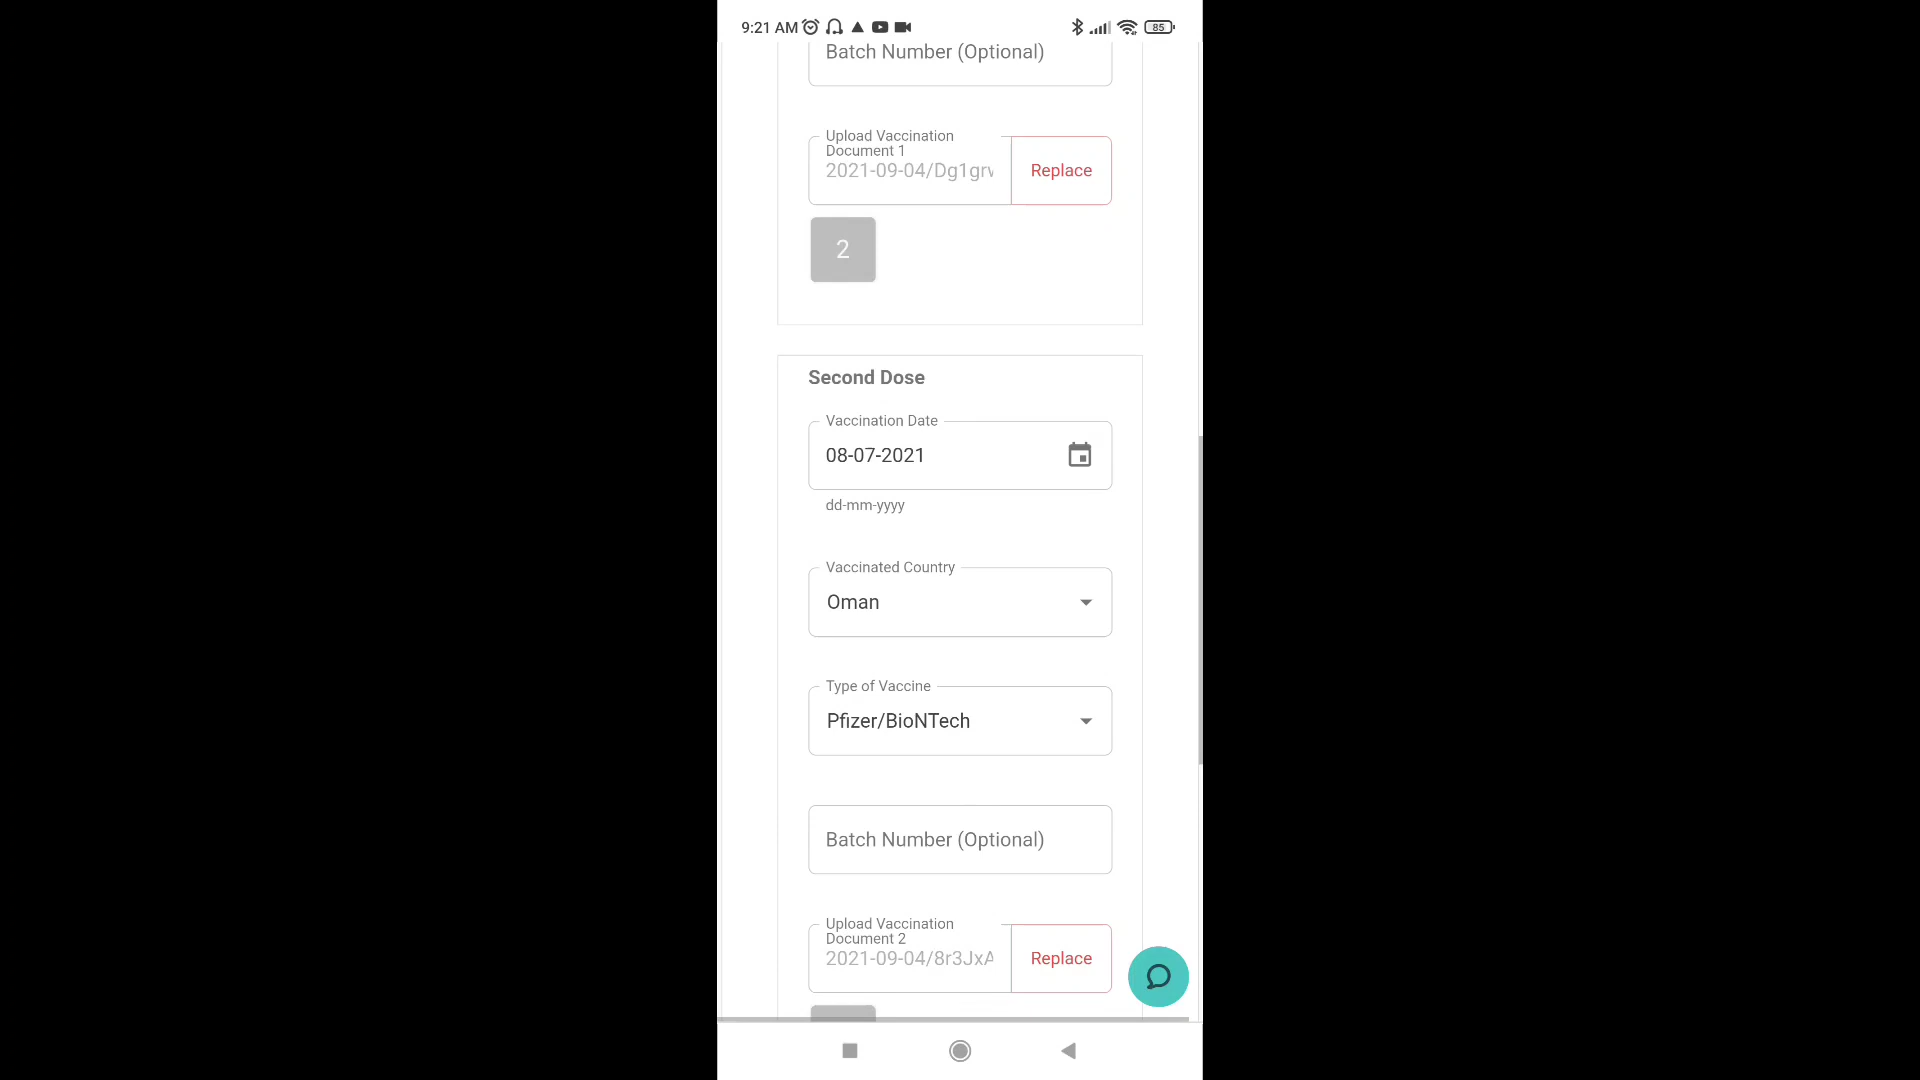 9:21 AM
85
Batch Number (Optional)
Upload Vaccination
Document 1
2021-09-04/Dg1grv
Replace
2
Second Dose
Vaccination Date
08-07-2021
dd-mm-yyyy
Vaccinated Country
Oman
Type of Vaccine
Pfizer/BioNTech
Batch Number (Optional)
Upload Vaccination
Document 2
2021-09-04/8r3JxA
Replace